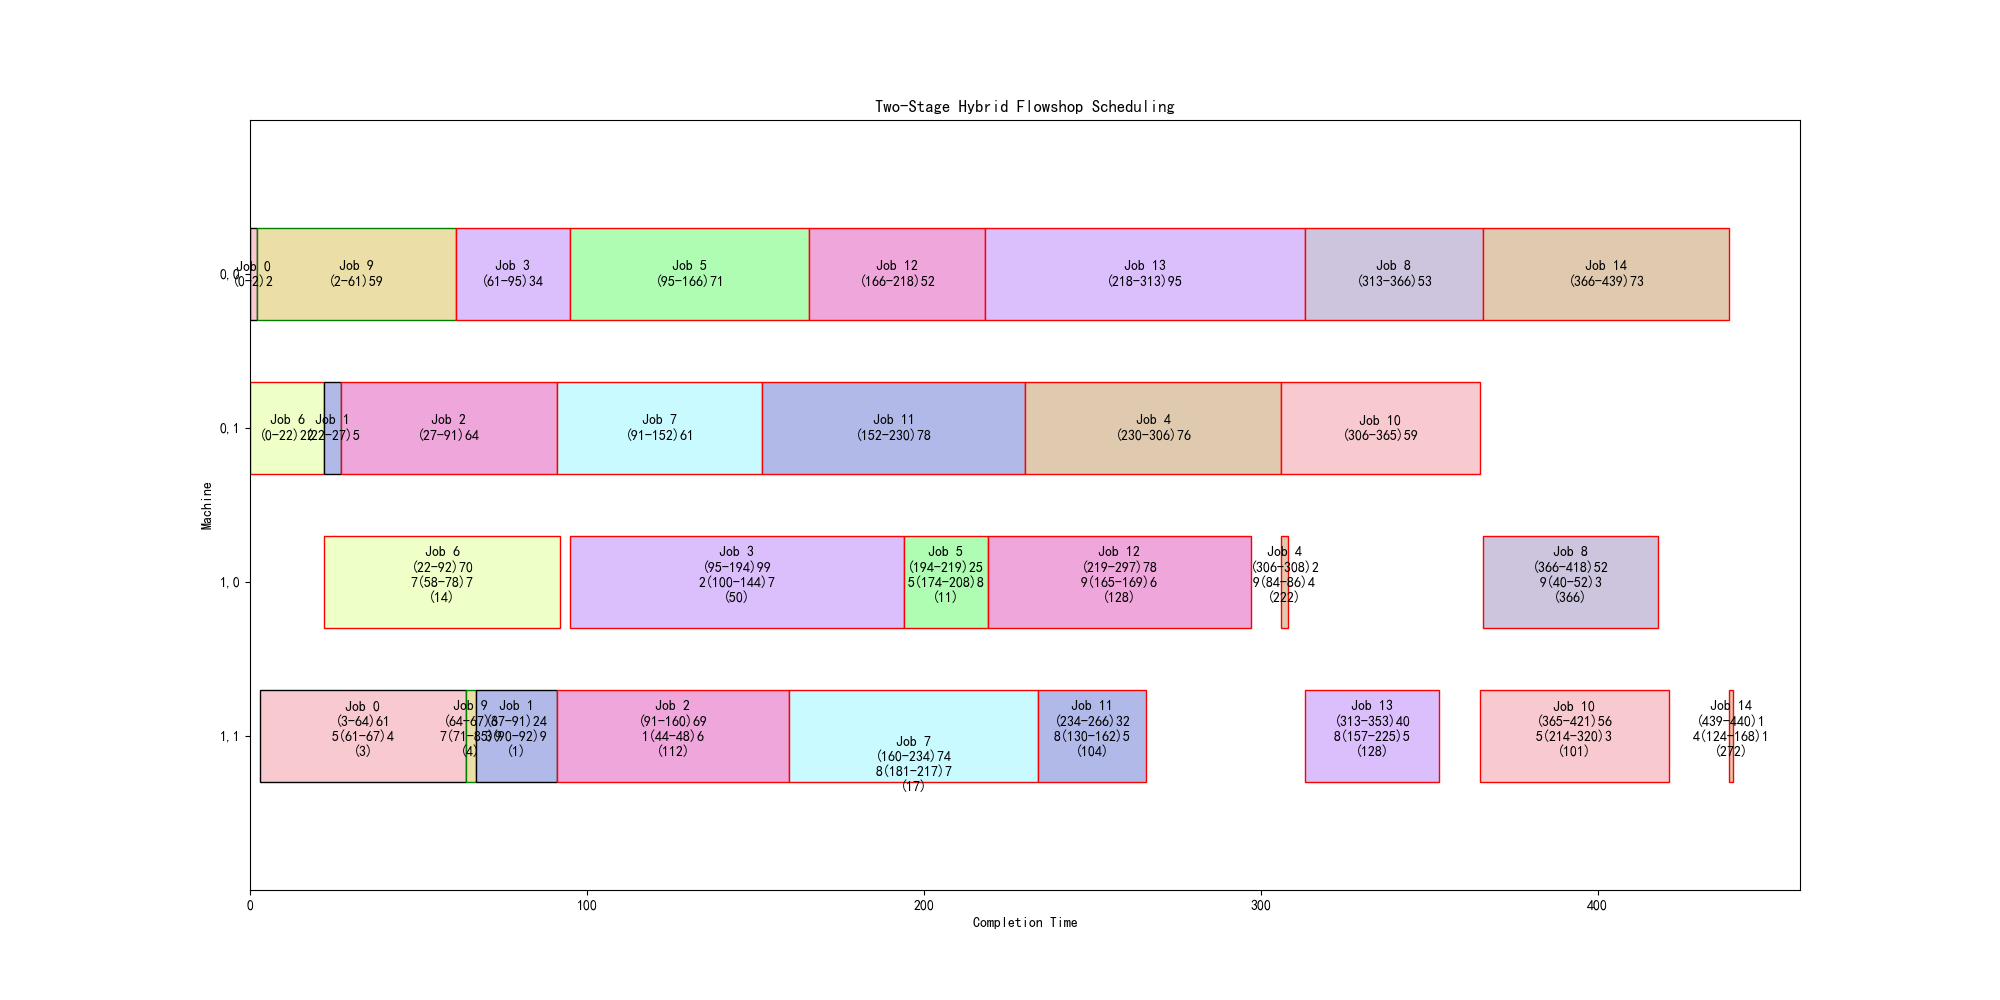 Two-Stage Hybrid Flowshop Scheduling
Machine
0,0
Job 0
(0-2)2
Job 9
(2-61)59
Job 3
(61-95)34
Job 5
(95-166)71
Job 12
(166-218)52
Job 13
(218-313)95
Job 8
(313-366)53
Job 14
(366-439)73
0,1
Job 6
(0-22)22
Job 1
(22-27)5
Job 2
(27-91)64
Job 7
(91-152)61
Job 11
(152-230)78
Job 4
(230-306)76
Job 10
(306-365)59
1,0
Job 6
(22-92)70
7(58-78)7
(14)
Job 3
(95-194)99
2(100-144)7
(50)
Job 5
(194-219)25
5(174-208)8
(11)
Job 12
(219-297)78
9(165-169)6
(128)
Job 4
(306-308)2
9(84-86)4
(222)
Job 8
(366-418)52
9(40-52)3
(366)
1,1
Job 0
(3-64)61
5(61-67)4
(3)
Job 9
(64-67)3
7(71-85)9
(4)
Job 1
(67-91)24
(90-92)9
(1)
Job 2
(91-160)69
1(44-48)6
(112)
Job 7
(160-234)74
8(181-217)7
(17)
Job 11
(234-266)32
8(130-162)5
(104)
Job 13
(313-353)40
8(157-225)5
(128)
Job 10
(365-421)56
5(214-320)3
(101)
Job 14
(439-440)1
4(124-168)1
(272)
0
100
200
300
400
Completion Time